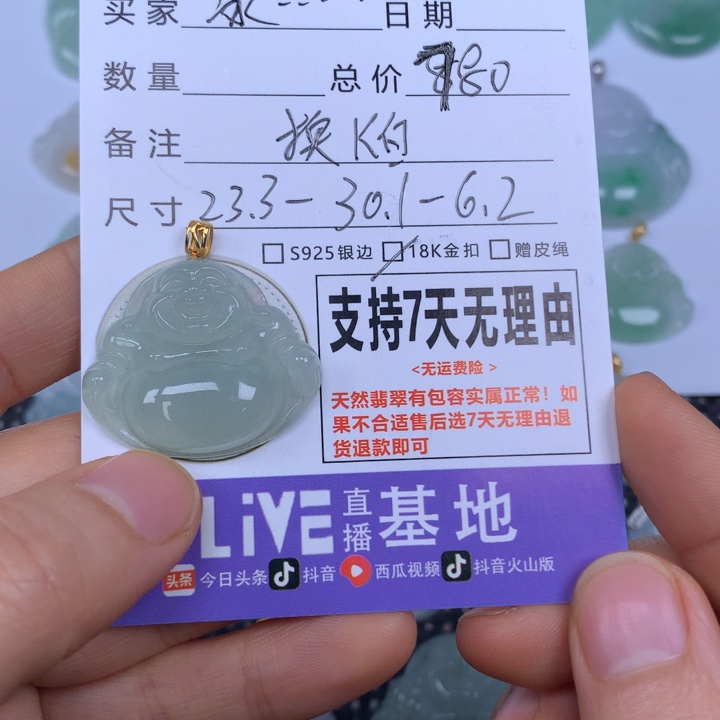 买家 日期
数量 总价 780
备注 换K白
尺寸 23.3-30.1-6.2
S925银边 18K金扣 赠皮绳
支持7天无理由
<无运费险>
天然翡翠有包容实属正常！如
果不合适售后选7天无理由退
货退款即可
LiVE 直播 基地
头条 今日头条 抖音 西瓜视频 抖音火山版